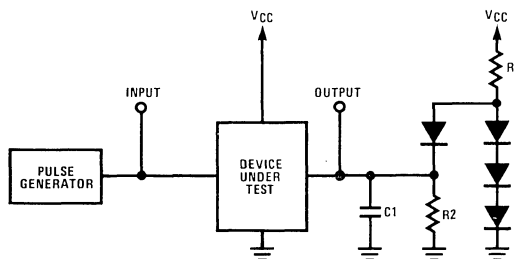 VCC
VCC
R
INPUT
OUTPUT
PULSE
GENERATOR
DEVICE
UNDER
TEST
C1
R2